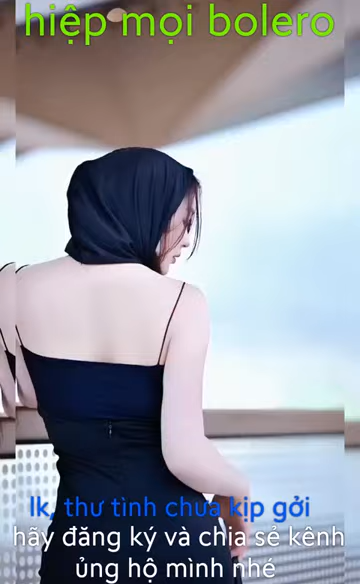 hiệp mọi bolero
lk, thư tình chưa kịp gởi
hãy đăng ký và chia sẻ kênh
ủng hộ mình nhé